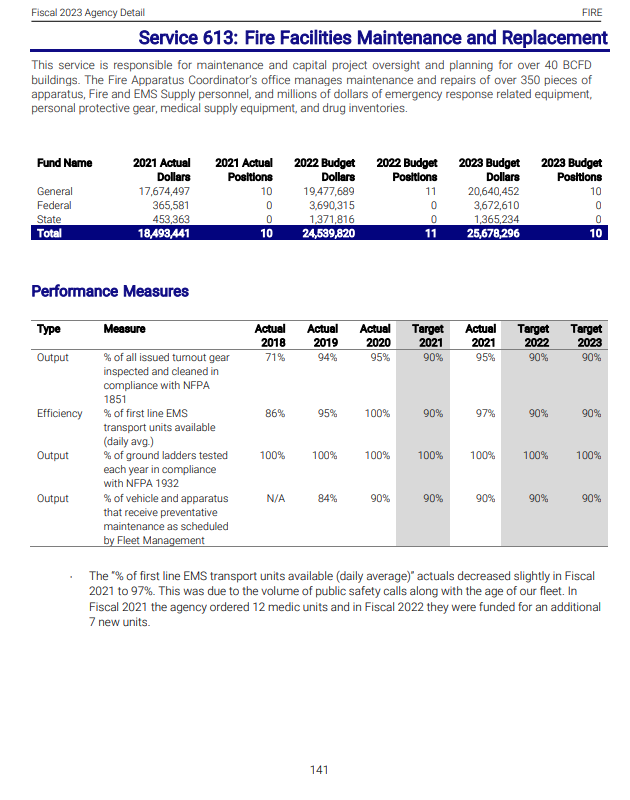 Fiscal 2023 Agency Detail FIRE
Service 613: Fire Facilities Maintenance and Replacement
This service is responsible for maintenance and capital project oversight and planning for over 40 BCFD
buildings. The Fire Apparatus Coordinator's office manages maintenance and repairs of over 350 pieces of
apparatus, Fire and EMS Supply personnel, and millions of dollars of emergency response related equipment,
personal protective gear, medical supply equipment, and drug inventories.
Fund Name 2021 Actual 2021 Actual 2022 Budget 2022 Budget 2023 Budget 2023 Budget
Dollars Positions Dollars Positions Dollars Positions
General 17,674,497 10 19,477,689 11 20,640,452 10
Federal 365,581 0 3,690,315 0 3,672,610 0
State 453,363 0 1,371,816 0 1,365,234 0
Total 18,493,441 10 24,539,820 11 25,678,296 10
Performance Measures
Type Measure Actual Actual Actual Target Actual Target Target
2018 2019 2020 2021 2021 2022 2023
Output % of all issued turnout gear 71% 94% 95% 90% 95% 90% 90%
inspected and cleaned in
compliance with NFPA
1851
Efficiency % of first line EMS 86% 95% 100% 90% 97% 90% 90%
transport units available
(daily avg.)
Output % of ground ladders tested 100% 100% 100% 100% 100% 100% 100%
each year in compliance
with NFPA 1932
Output % of vehicle and apparatus N/A 84% 90% 90% 90% 90% 90%
that receive preventative
maintenance as scheduled
by Fleet Management
· The "% of first line EMS transport units available (daily average)" actuals decreased slightly in Fiscal
2021 to 97%. This was due to the volume of public safety calls along with the age of our fleet. In
Fiscal 2021 the agency ordered 12 medic units and in Fiscal 2022 they were funded for an additional
7 new units.
141